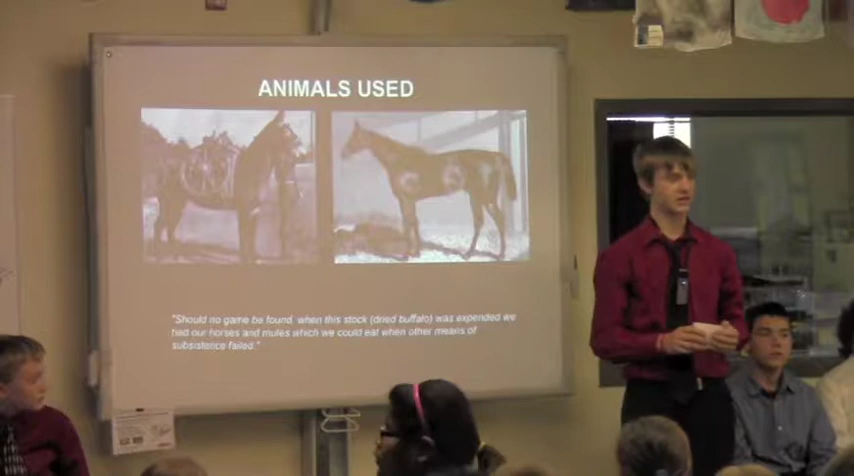 ANIMALS USED
"Should no game be found, when this stock (dried buffalo) was expended we
had our horses and mules which we could eat when other means of
subsistence failed."